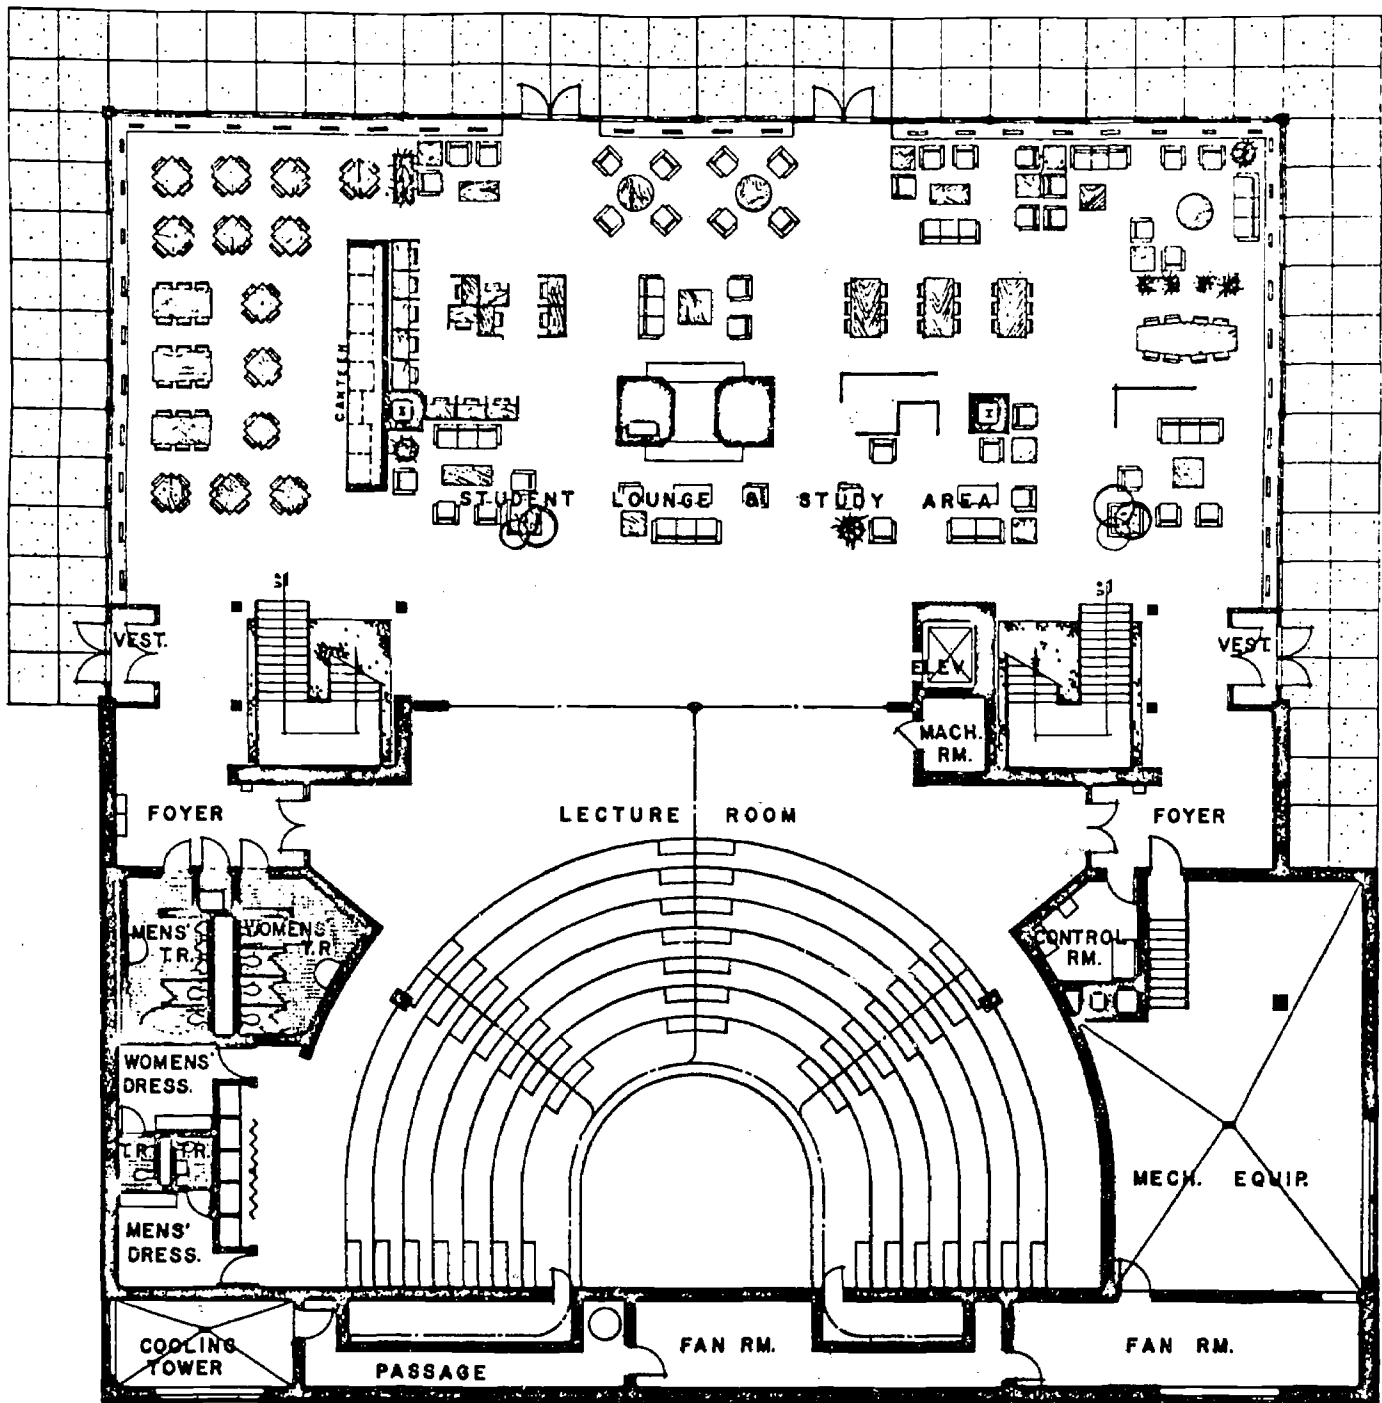 CANTEEN
STUDENT LOUNGE & STUDY AREA
VEST.
VEST.
ELEV.
MACH.
RM.
FOYER
LECTURE ROOM
FOYER
MENS'
T.R.
WOMENS'
T.R.
CONTROL
RM.
WOMENS'
DRESS.
T.R.
T.R.
MECH. EQUIP.
MENS'
DRESS.
COOLING
TOWER
PASSAGE
FAN RM.
FAN RM.